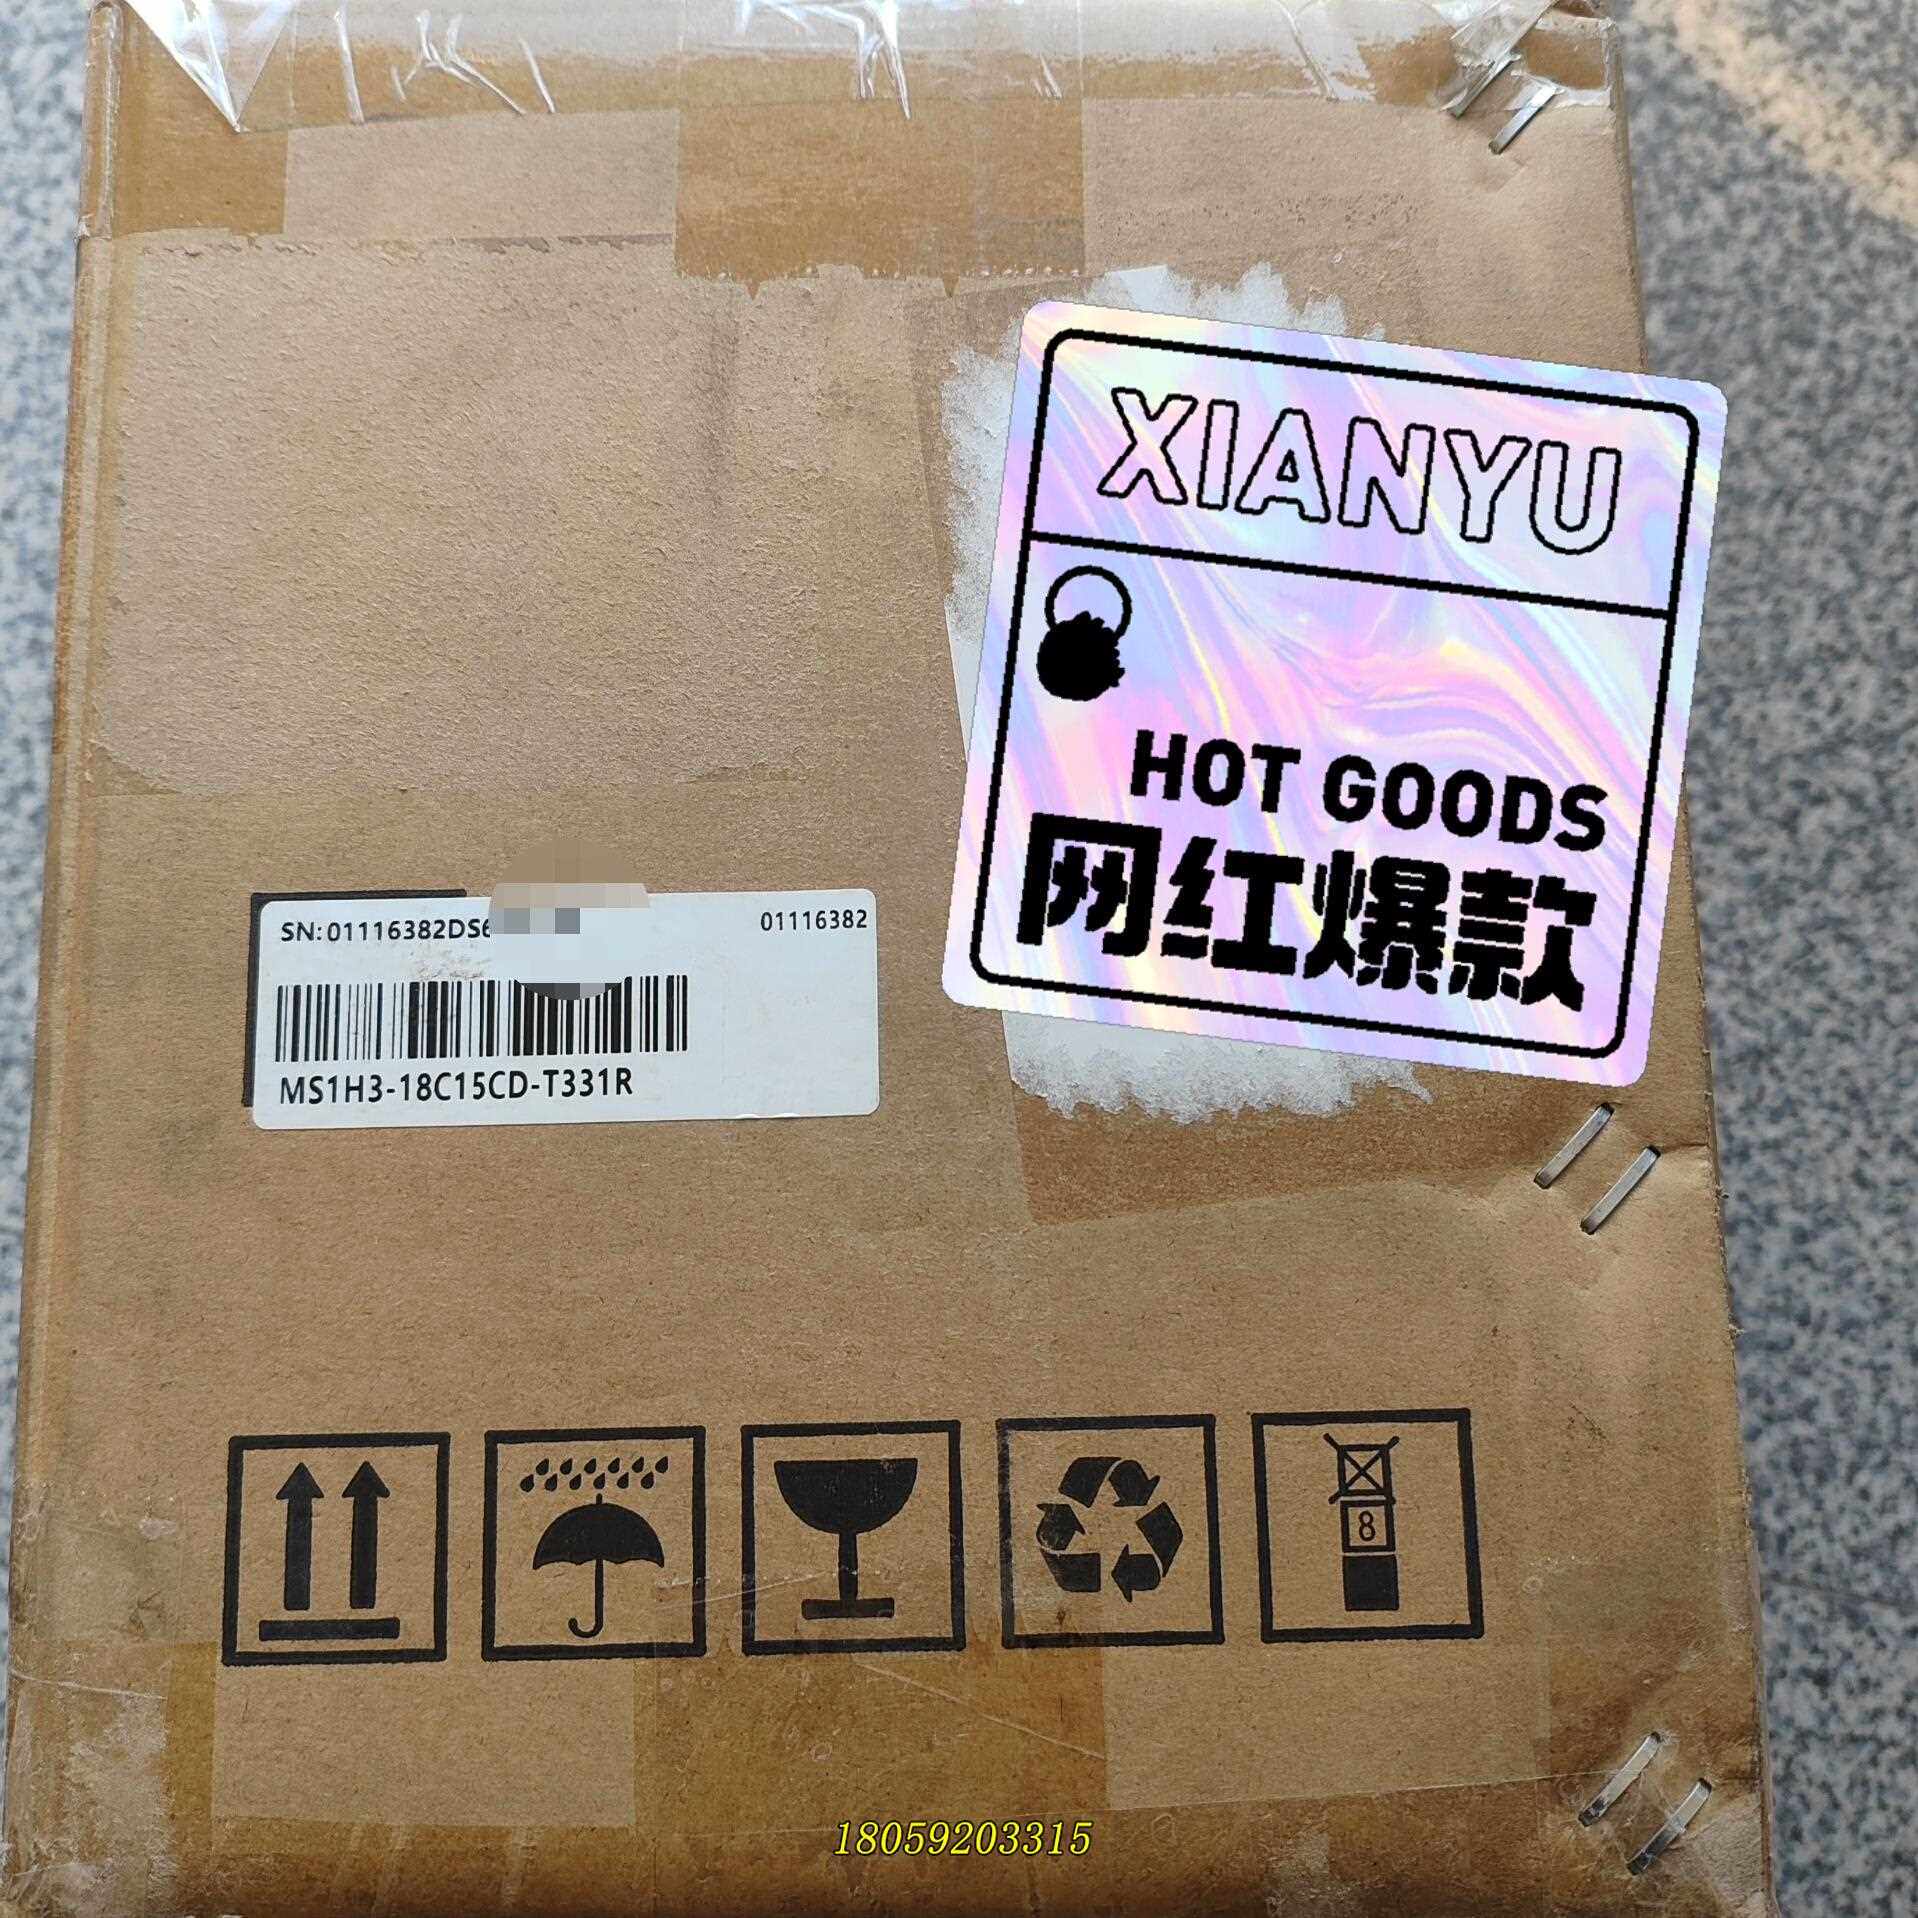 XIANYU
HOT GOODS
网红爆款
SN:01116382DS6
01116382
MS1H3-18C15CD-T331R
8
18059203315